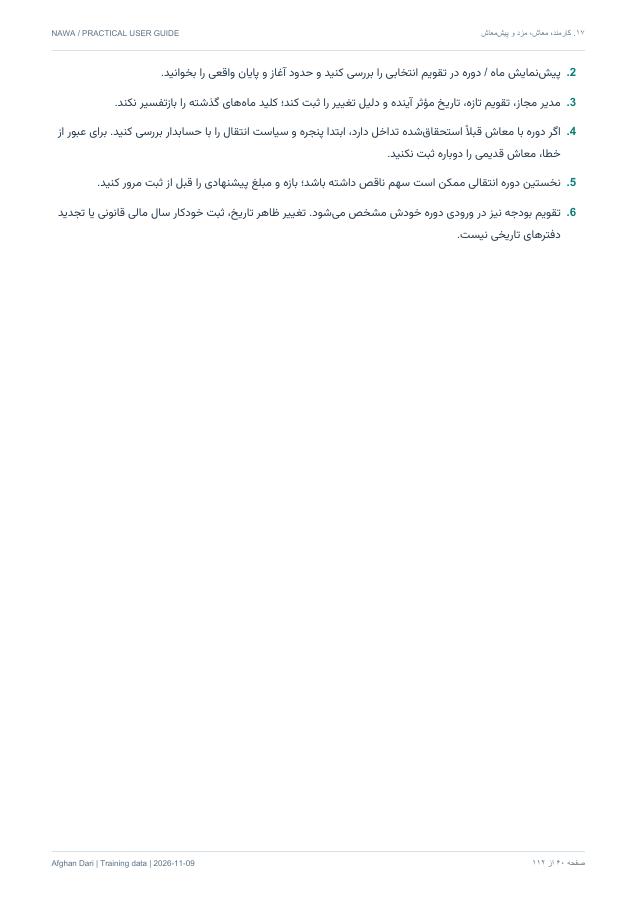 NAWA / PRACTICAL USER GUIDE
۱۷. کارمند، معاش، مزد و پیش‌معاش
2. پیش‌نمایش ماه / دوره در تقویم انتخابی را بررسی کنید و حدود آغاز و پایان واقعی را بخوانید.
3. مدیر مجاز، تقویم تازه، تاریخ مؤثر آینده و دلیل تغییر را ثبت کند؛ کلید ماه‌های گذشته را بازتفسیر نکند.
4. اگر دوره با معاش قبلاً استحقاق‌شده تداخل دارد، ابتدا پنجره و سیاست انتقال را با حسابدار بررسی کنید. برای عبور از
خطا، معاش قدیمی را دوباره ثبت نکنید.
5. نخستین دوره انتقالی ممکن است سهم ناقص داشته باشد؛ بازه و مبلغ پیشنهادی را قبل از ثبت مرور کنید.
6. تقویم بودجه نیز در ورودی دوره خودش مشخص می‌شود. تغییر ظاهر تاریخ، ثبت خودکار سال مالی قانونی یا تجدید
دفترهای تاریخی نیست.
Afghan Dari | Training data | 2026-11-09
صفحه ۶۰ از ۱۱۲